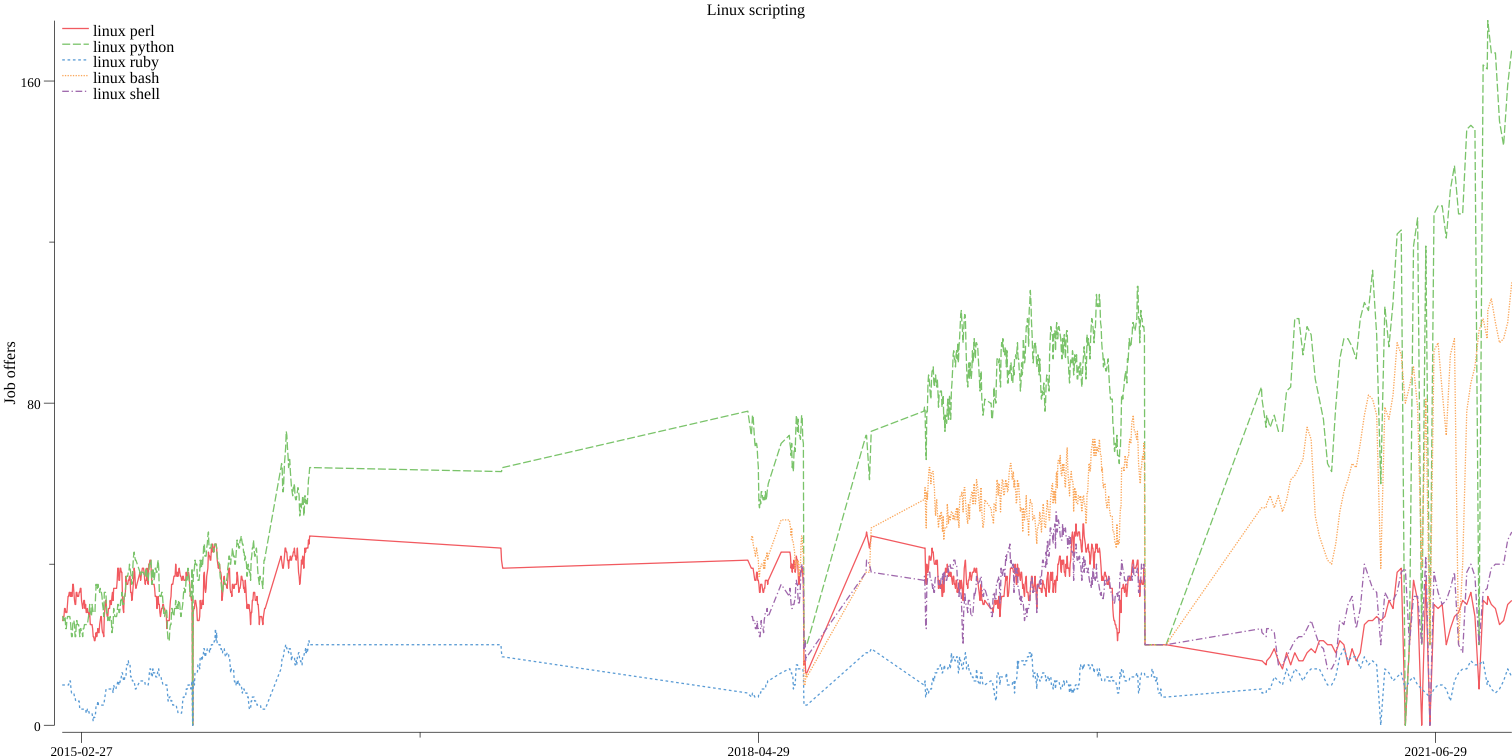 Linux scripting
linux perl
linux python
linux ruby
linux bash
linux shell
160
Job offers
80
0
2015-02-27
2018-04-29
2021-06-29